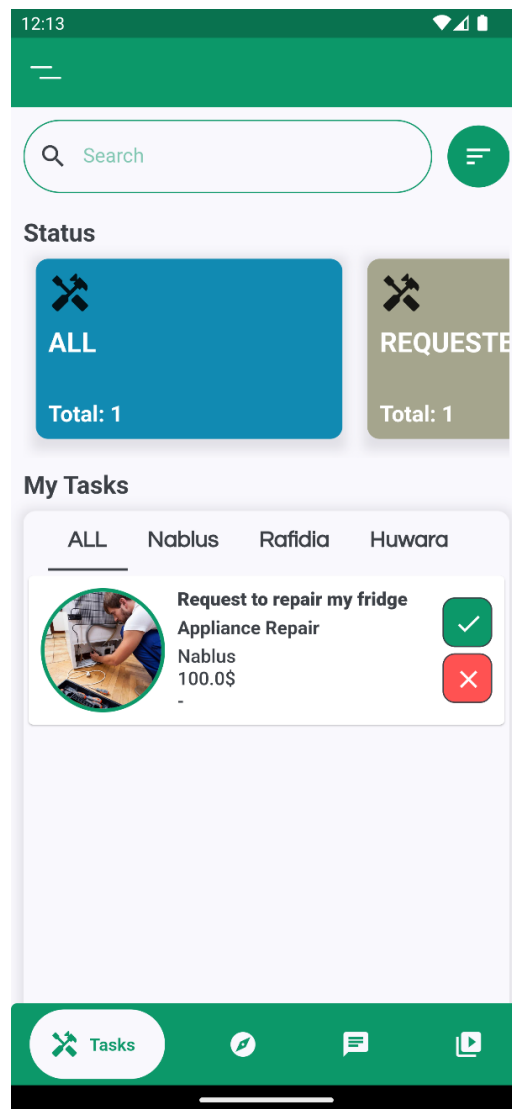 12:13
Search
Status
ALL
Total: 1
REQUESTE
Total: 1
My Tasks
ALL Nablus Rafidia Huwara
Request to repair my fridge
Appliance Repair
Nablus
100.0$
-
Tasks